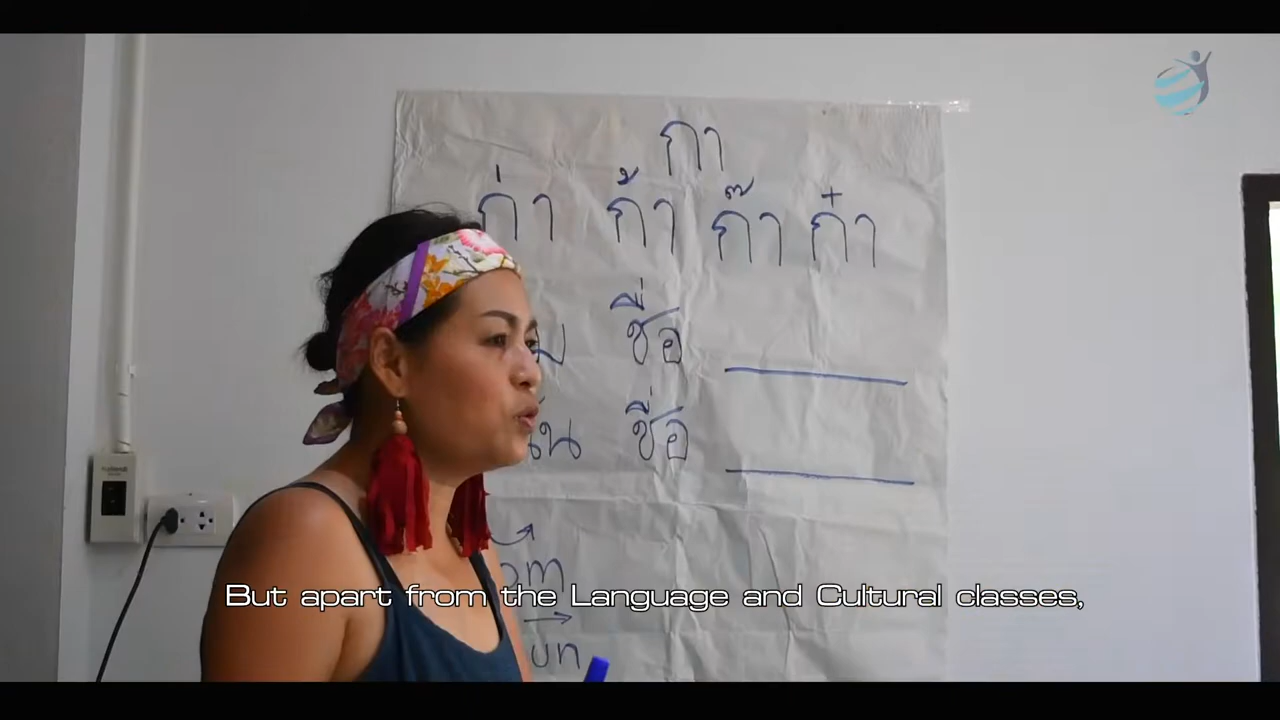 กา
ก่า ก้า ก๊า ก๋า
ชื่อ
ชื่อ
But apart from the Language and Cultural classes,